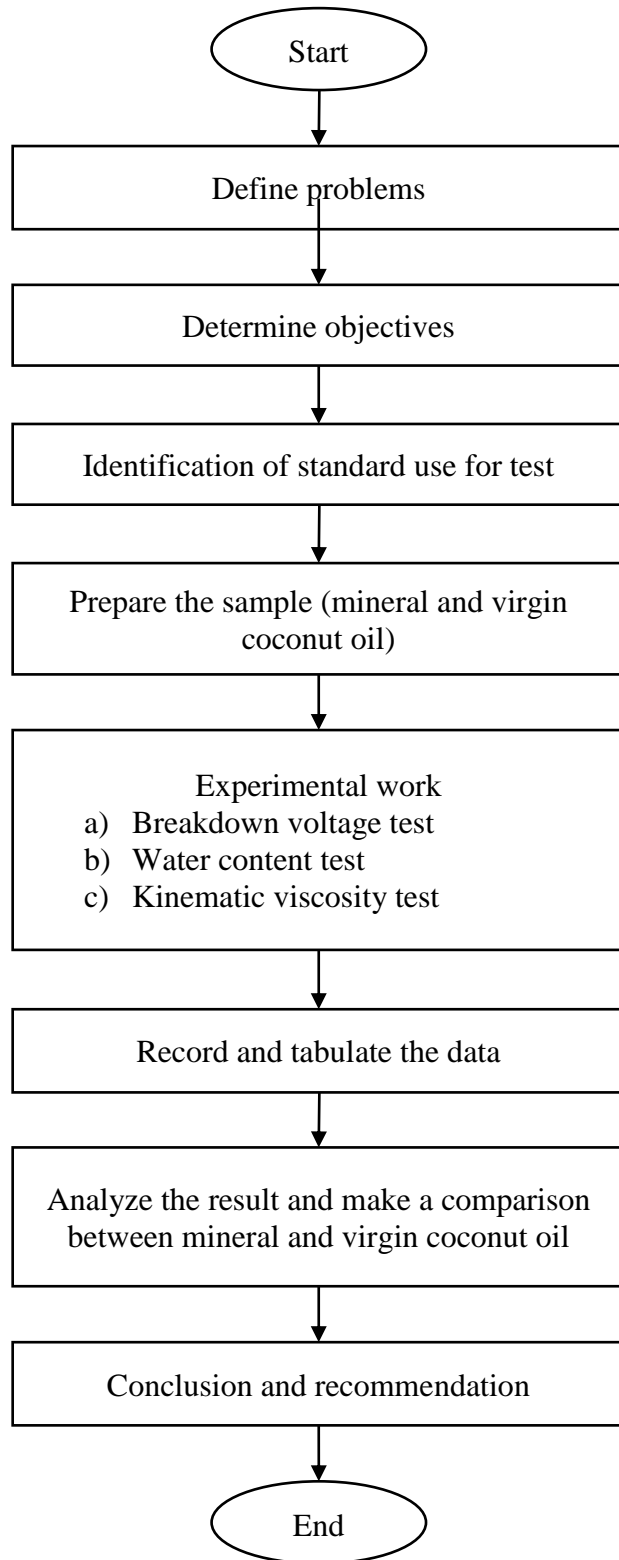 Start
Define problems
Determine objectives
Identification of standard use for test
Prepare the sample (mineral and virgin
coconut oil)
Experimental work
a) Breakdown voltage test
b) Water content test
c) Kinematic viscosity test
Record and tabulate the data
Analyze the result and make a comparison
between mineral and virgin coconut oil
Conclusion and recommendation
End